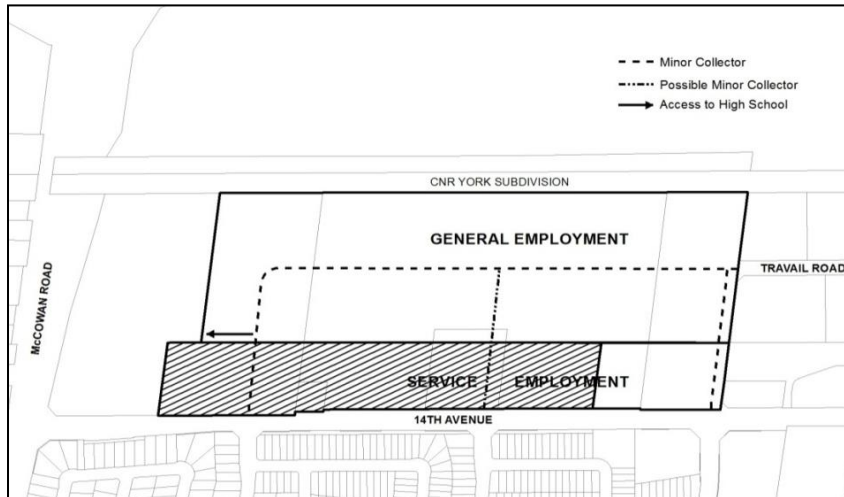 Minor Collector
Possible Minor Collector
Access to High School
CNR YORK SUBDIVISION
GENERAL EMPLOYMENT
TRAVAIL ROAD
McCOWAN ROAD
SERVICE EMPLOYMENT
14TH AVENUE